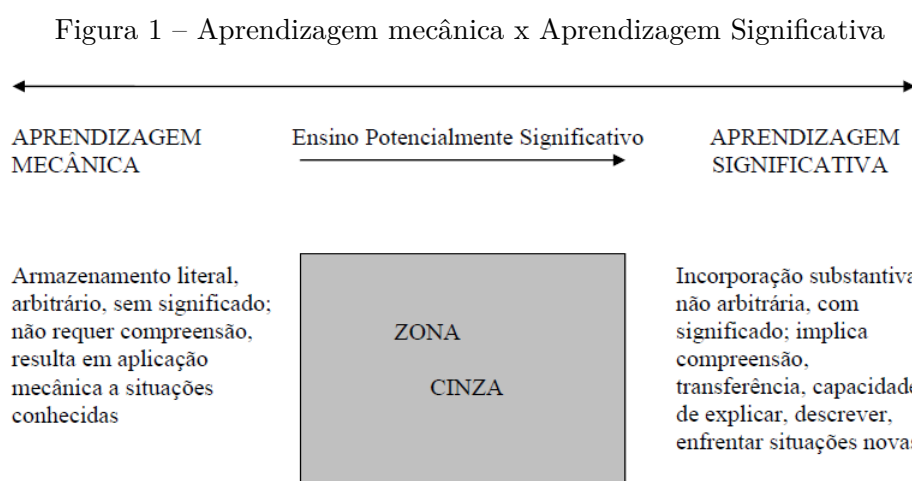 Figura 1 – Aprendizagem mecânica x Aprendizagem Significativa
APRENDIZAGEM
MECÂNICA
Ensino Potencialmente Significativo
APRENDIZAGEM
SIGNIFICATIVA
Armazenamento literal,
arbitrário, sem significado;
não requer compreensão,
resulta em aplicação
mecânica a situações
conhecidas
ZONA
CINZA
Incorporação substantiva
não arbitrária, com
significado; implica
compreensão,
transferência, capacidade
de explicar, descrever,
enfrentar situações novas